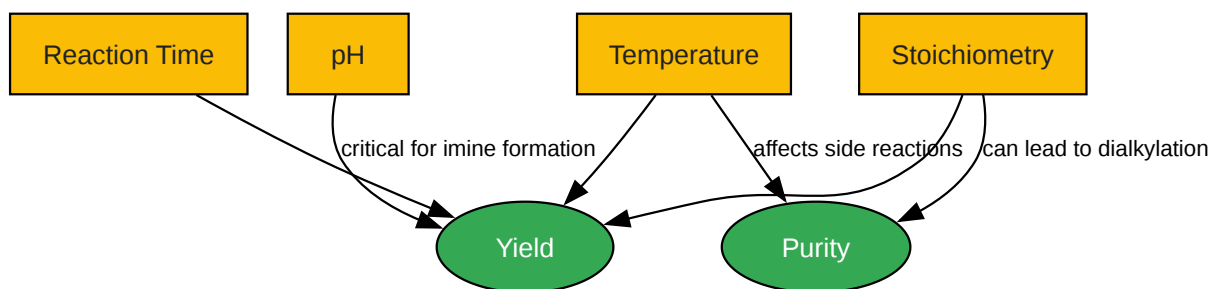 Reaction Time
pH
Temperature
Stoichiometry
critical for imine formation
affects side reactions
can lead to dialkylation
Yield
Purity